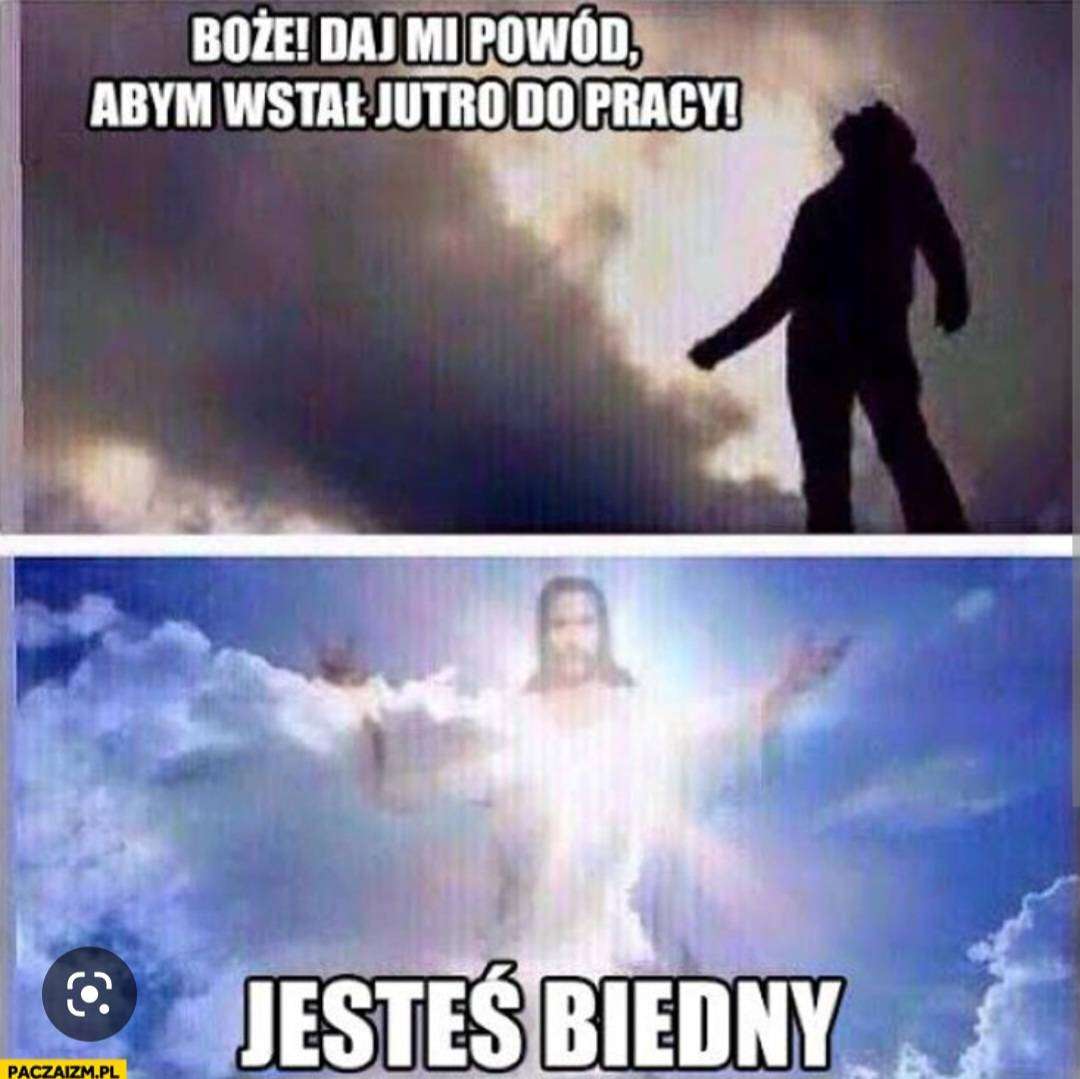 BOŻE! DAJ MI POWÓD,
ABYM WSTAŁ JUTRO DO PRACY!
JESTEŚ BIEDNY
PACZAIZM.PL